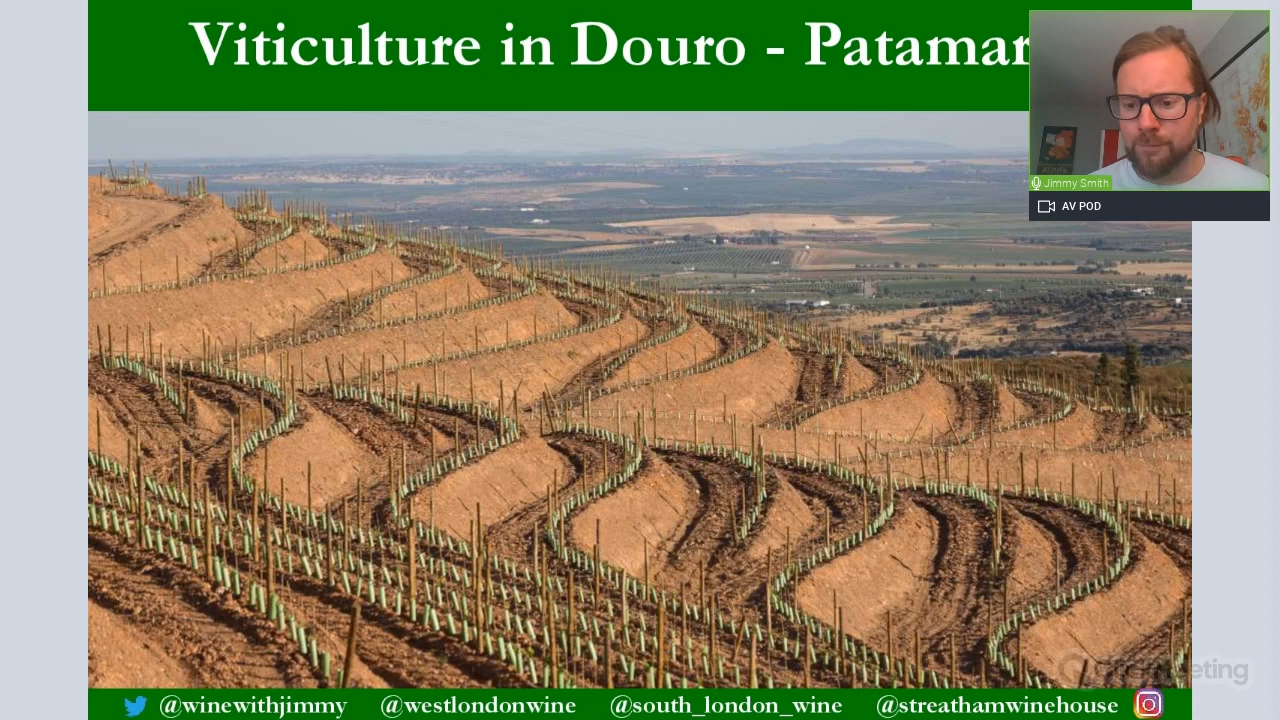 Viticulture in Douro - Patamar
Jimmy Smith
AV POD
@winewithjimmy @westlondonwine @south_london_wine @streathamwinehouse